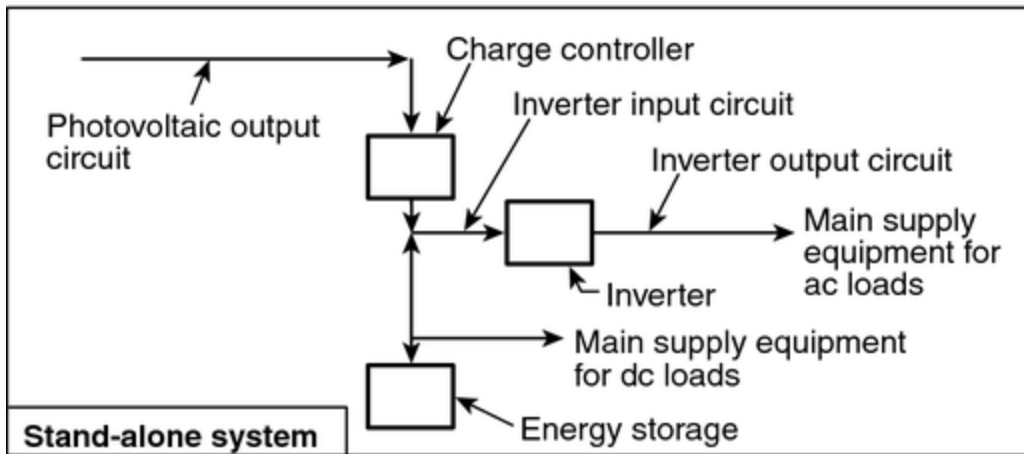 Charge controller
Inverter input circuit
Photovoltaic output
circuit
Inverter output circuit
Main supply
equipment for
ac loads
Inverter
Main supply equipment
for dc loads
Energy storage
Stand-alone system